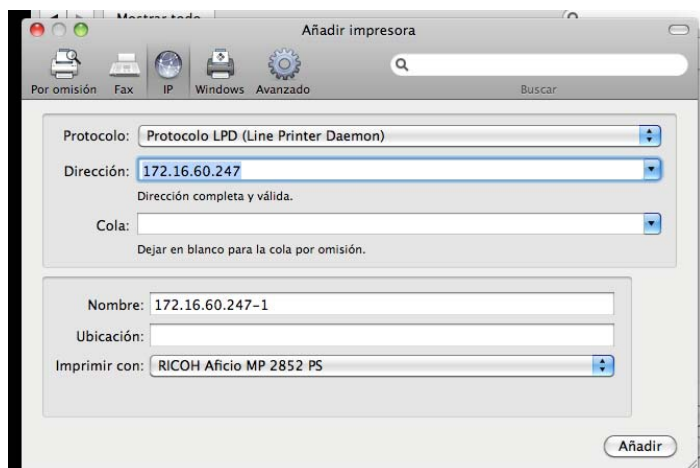 Mostrar todo
Añadir impresora
Por omisión Fax IP Windows Avanzado Buscar
Protocolo: Protocolo LPD (Line Printer Daemon)
Dirección: 172.16.60.247
Dirección completa y válida.
Cola:
Dejar en blanco para la cola por omisión.
Nombre: 172.16.60.247-1
Ubicación:
Imprimir con: RICOH Aficio MP 2852 PS
Añadir